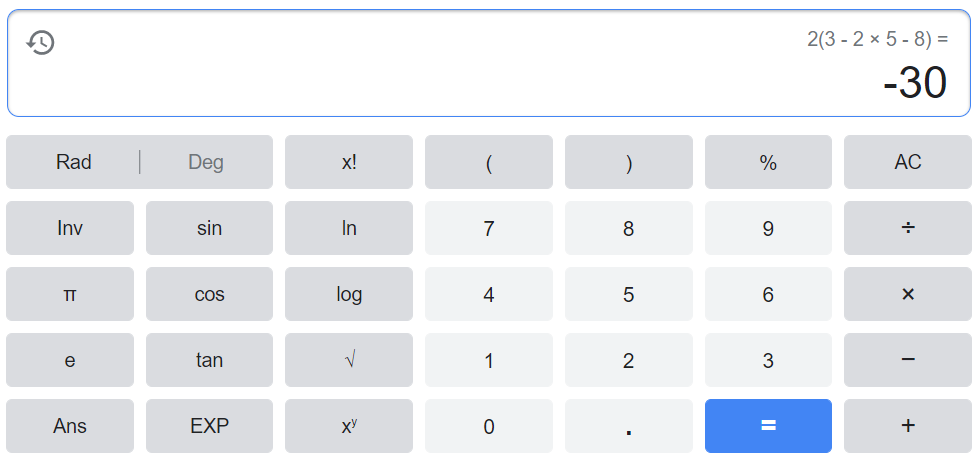 2(3 - 2 × 5 - 8) =
-30
Rad | Deg x! ( ) % AC
Inv sin ln 7 8 9 ÷
π cos log 4 5 6 ×
e tan √ 1 2 3 −
Ans EXP xʸ 0 . = +